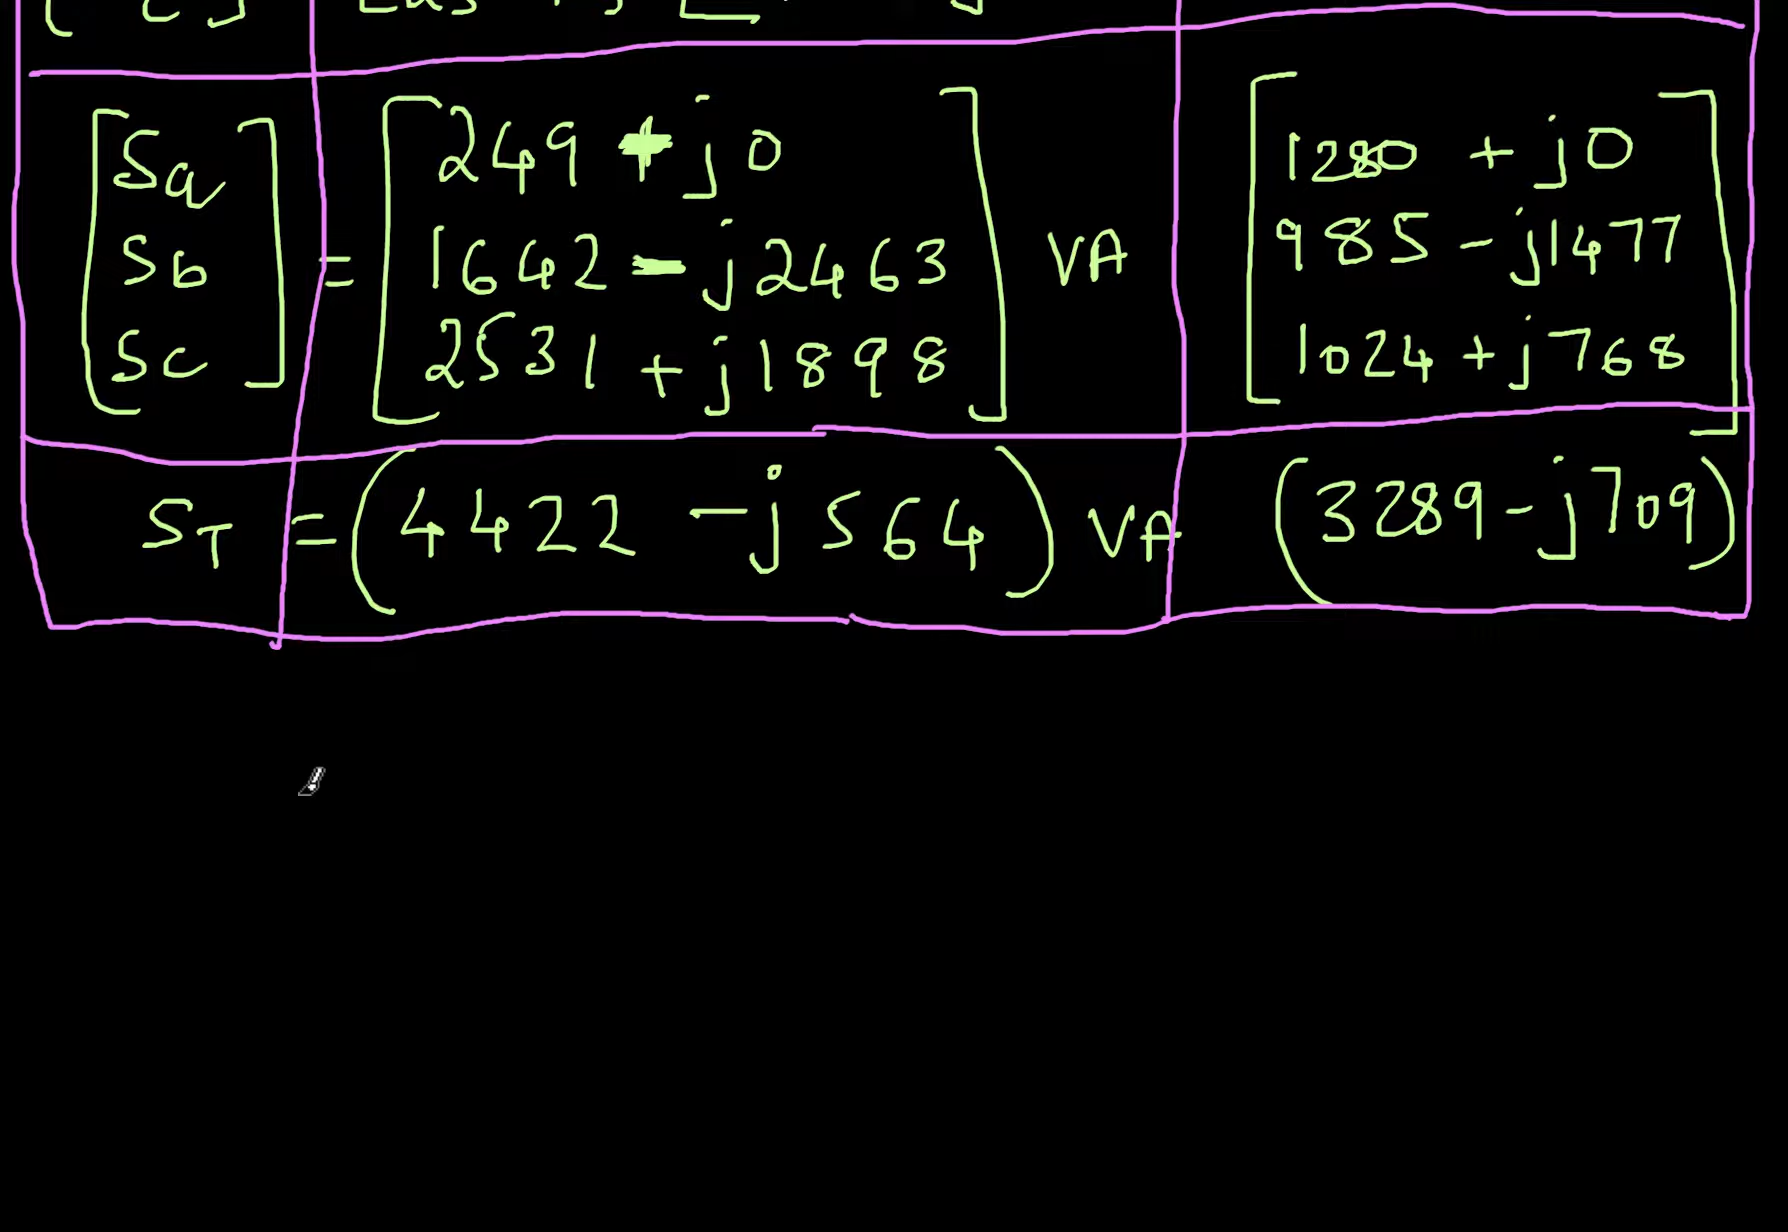 Sa
Sb
Sc
=
249 + j0
1642 - j2463
2531 + j1898
VA
1280 + j0
985 - j1477
1024 + j768
ST = (4422 - j564) VA (3289 - j709)